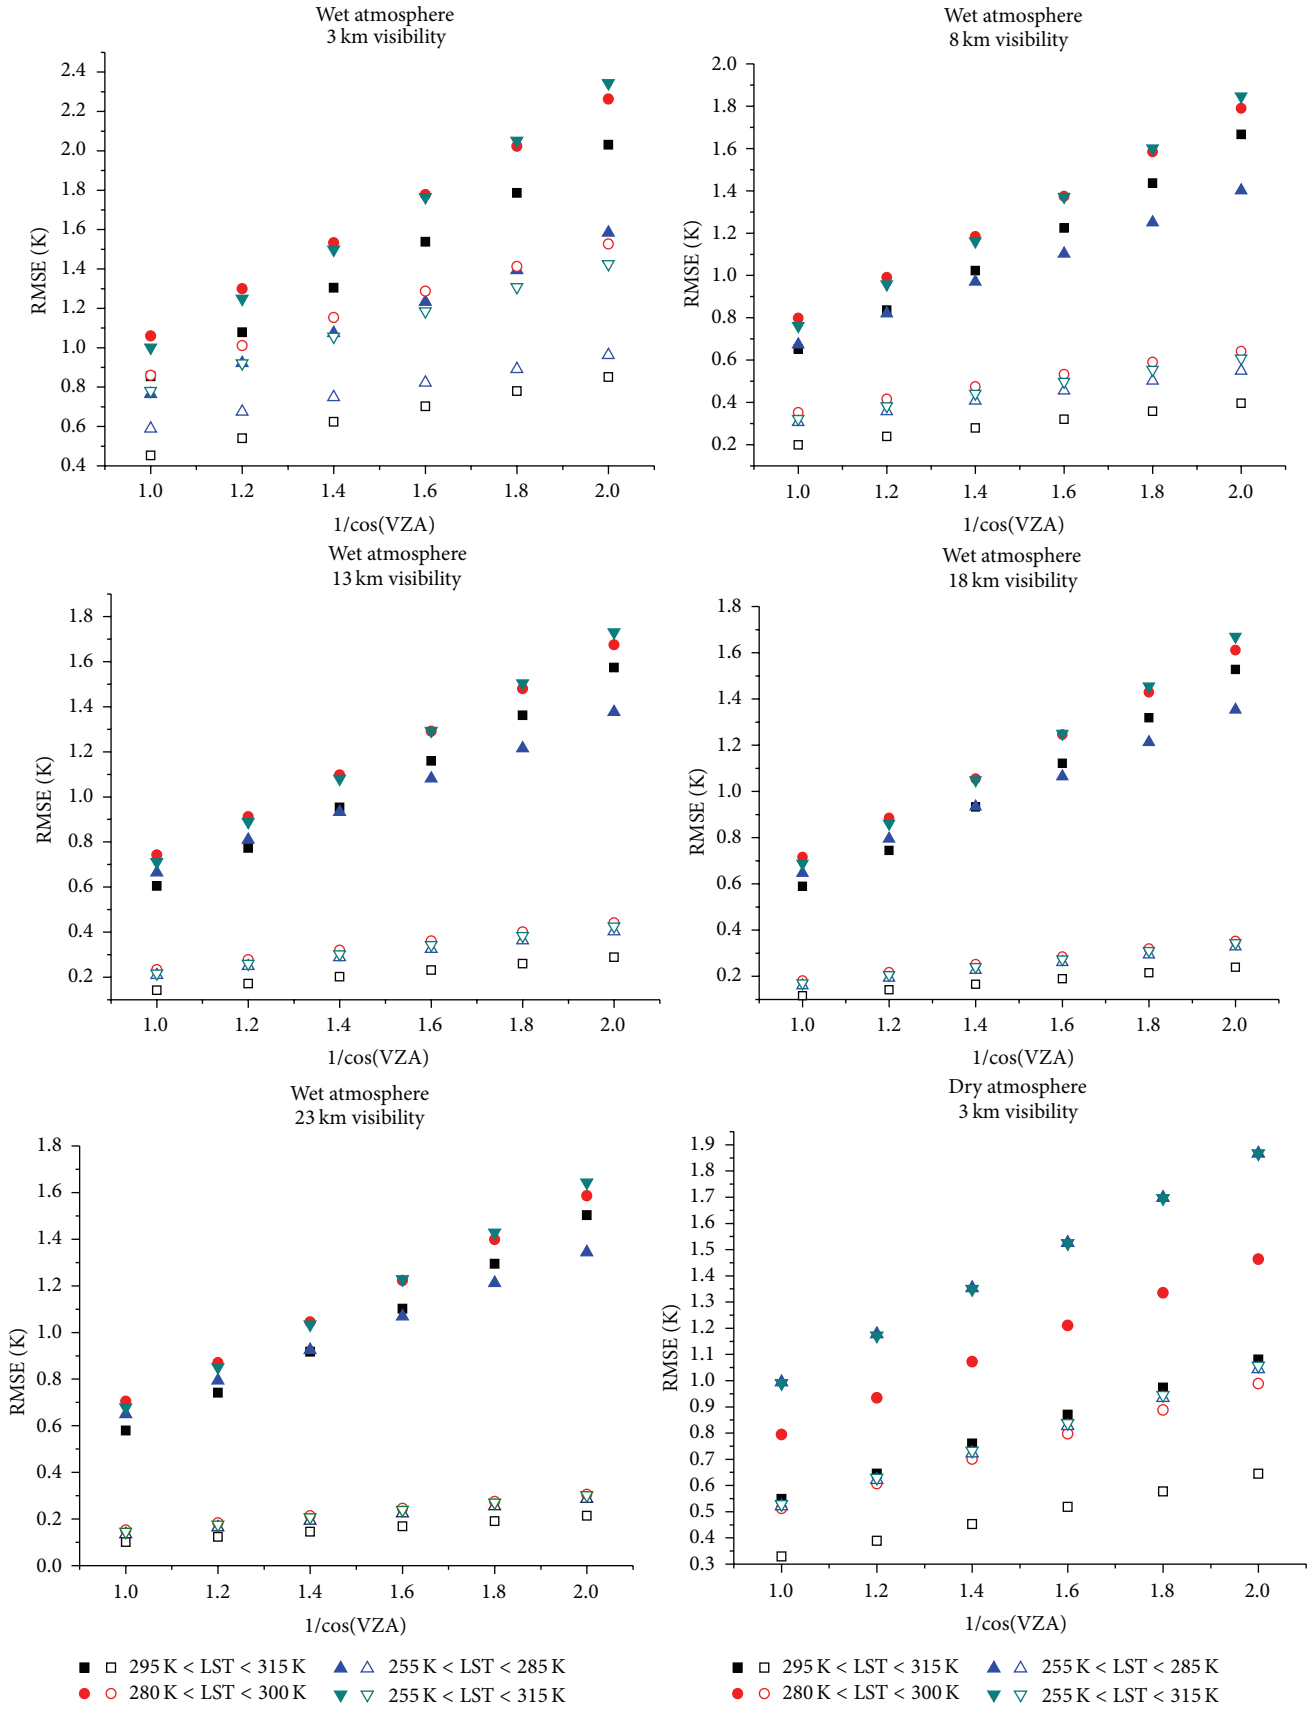 Wet atmosphere
3 km visibility
2.4
2.2
2.0
1.8
1.6
1.4
1.2
1.0
0.8
0.6
0.4
RMSE (K)
1.0 1.2 1.4 1.6 1.8 2.0
1/cos(VZA)
Wet atmosphere
8 km visibility
2.0
1.8
1.6
1.4
1.2
1.0
0.8
0.6
0.4
0.2
RMSE (K)
1.0 1.2 1.4 1.6 1.8 2.0
1/cos(VZA)
Wet atmosphere
13 km visibility
1.8
1.6
1.4
1.2
1.0
0.8
0.6
0.4
0.2
RMSE (K)
1.0 1.2 1.4 1.6 1.8 2.0
1/cos(VZA)
Wet atmosphere
18 km visibility
1.8
1.6
1.4
1.2
1.0
0.8
0.6
0.4
0.2
RMSE (K)
1.0 1.2 1.4 1.6 1.8 2.0
1/cos(VZA)
Wet atmosphere
23 km visibility
1.8
1.6
1.4
1.2
1.0
0.8
0.6
0.4
0.2
0.0
RMSE (K)
1.0 1.2 1.4 1.6 1.8 2.0
1/cos(VZA)
Dry atmosphere
3 km visibility
1.9
1.8
1.7
1.6
1.5
1.4
1.3
1.2
1.1
1.0
0.9
0.8
0.7
0.6
0.5
0.4
0.3
RMSE (K)
1.0 1.2 1.4 1.6 1.8 2.0
1/cos(VZA)
295 K < LST < 315 K 255 K < LST < 285 K
280 K < LST < 300 K 255 K < LST < 315 K
295 K < LST < 315 K 255 K < LST < 285 K
280 K < LST < 300 K 255 K < LST < 315 K